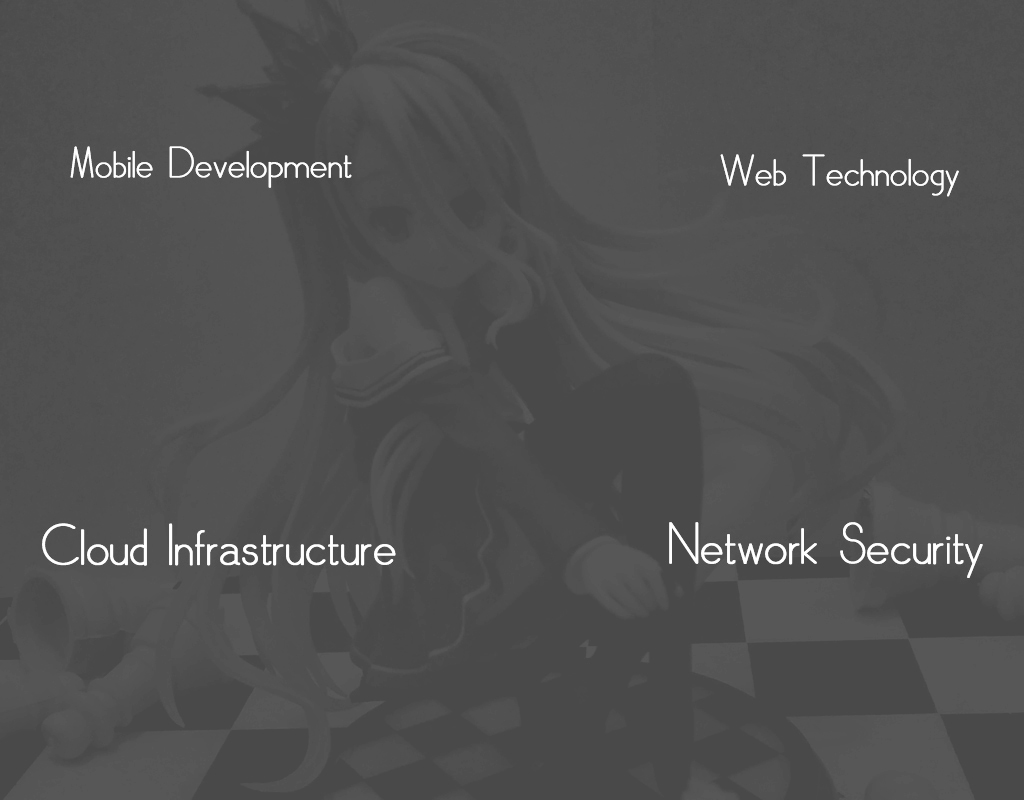 Mobile Development
Web Technology
Cloud Infrastructure
Network Security